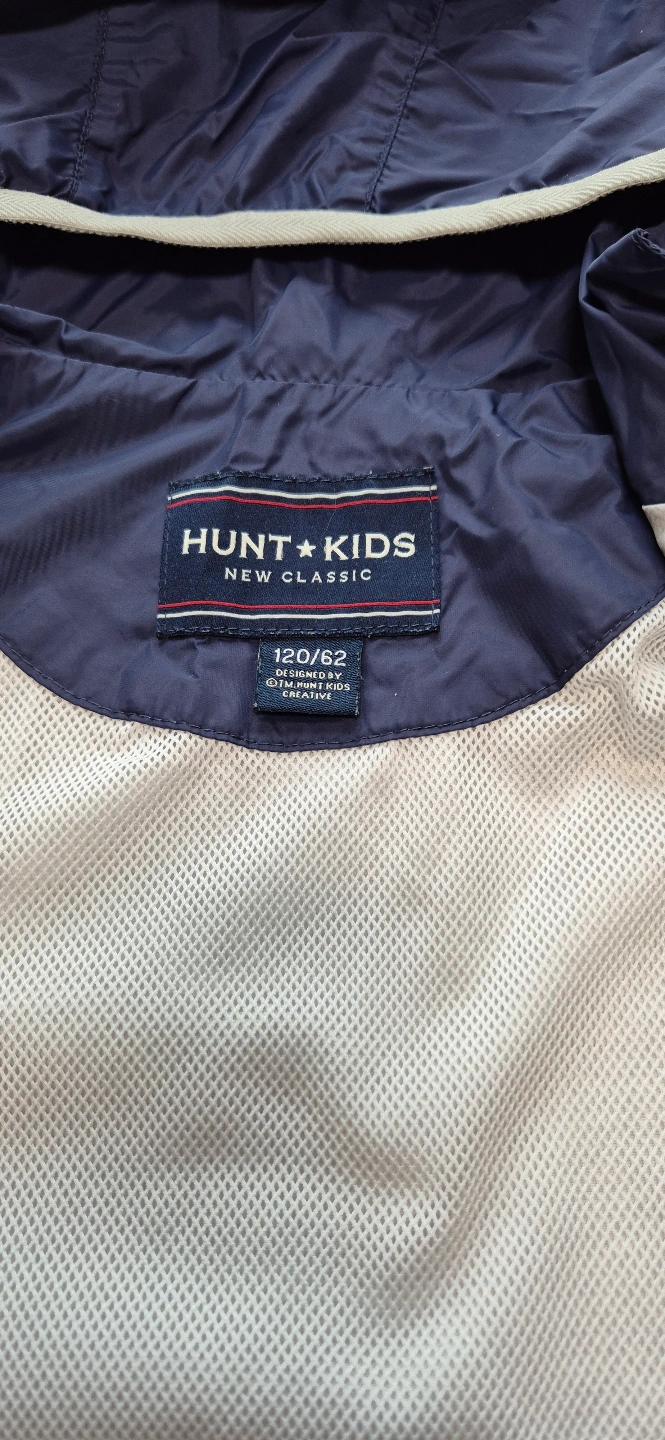 HUNT★KIDS
NEW CLASSIC
120/62
DESIGNED BY
©TM.HUNT KIDS
CREATIVE